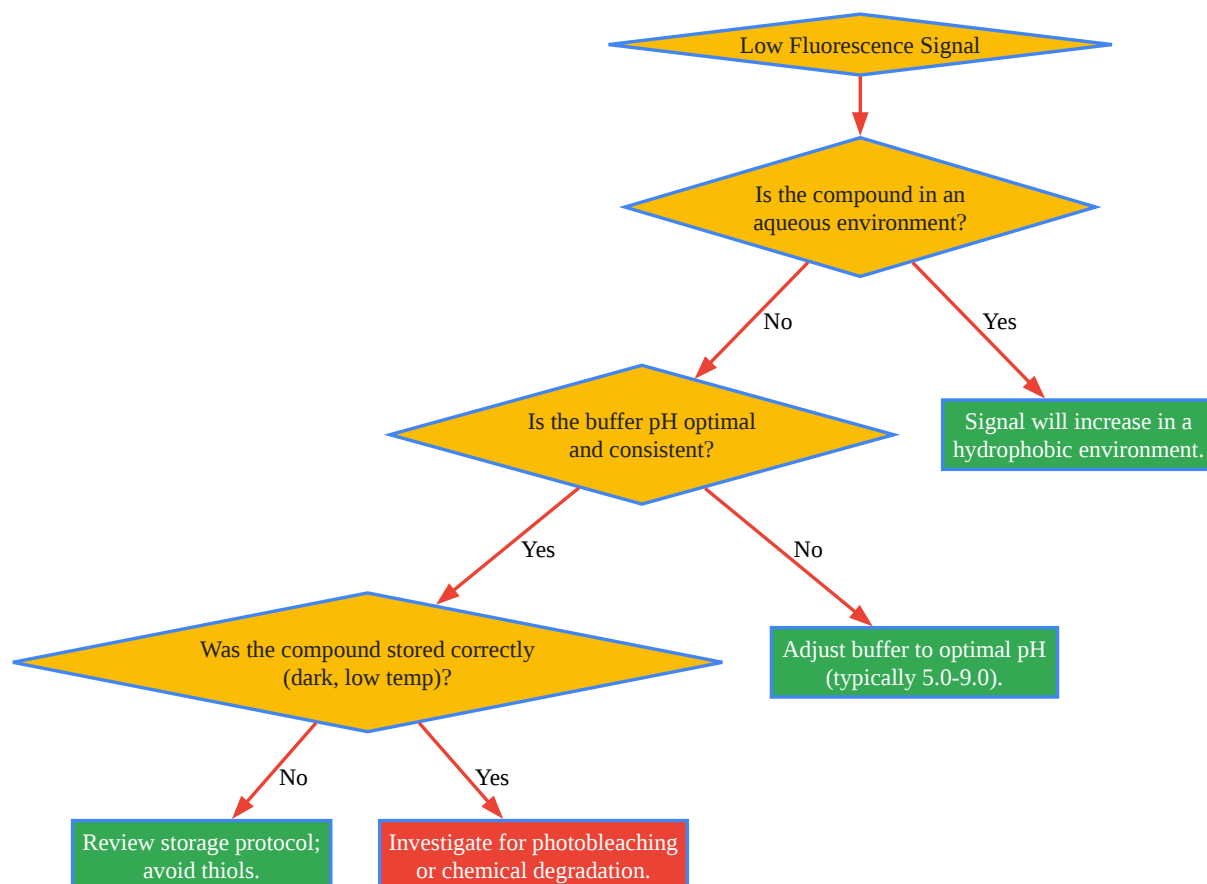 Low Fluorescence Signal
Is the compound in an
aqueous environment?
No
Yes
Is the buffer pH optimal
and consistent?
Signal will increase in a
hydrophobic environment.
Yes
No
Was the compound stored correctly
(dark, low temp)?
Adjust buffer to optimal pH
(typically 5.0-9.0).
No
Yes
Review storage protocol;
avoid thiols.
Investigate for photobleaching
or chemical degradation.